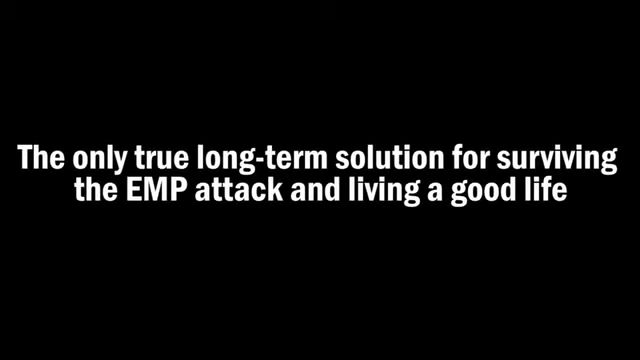 The only true long-term solution for surviving
the EMP attack and living a good life